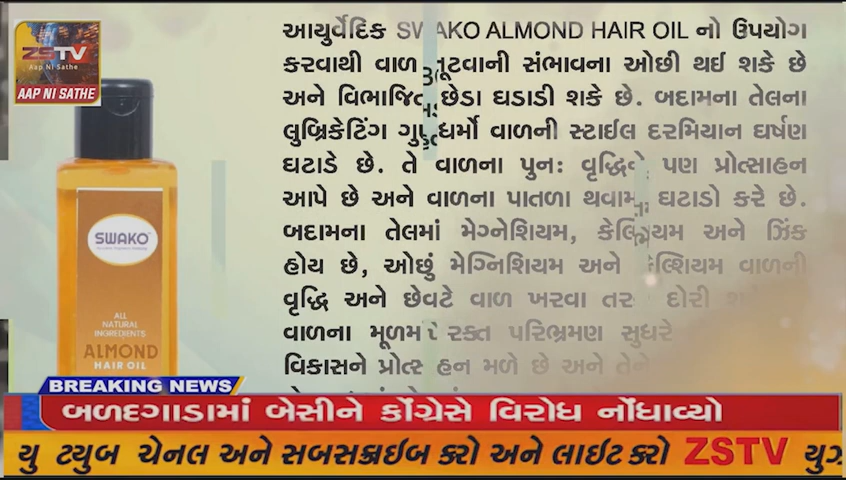 ZSTV
Aap Ni Sathe
AAP NI SATHE
આયુર્વેદિક SWAKO ALMOND HAIR OIL નો ઉપયોગ
કરવાથી વાળ તૂટવાની સંભાવના ઓછી થઈ શકે છે
અને વિભાજિત છેડા ઘડાડી શકે છે. બદામના તેલના
લુબ્રિકેટિંગ ગુણધર્મો વાળની સ્ટાઈલ દરમિયાન ઘર્ષણ
ઘટાડે છે. તે વાળના પુનઃ વૃદ્ધિને પણ પ્રોત્સાહન
આપે છે અને વાળના પાતળા થવામાં ઘટાડો કરે છે.
બદામના તેલમાં મેગ્નેશિયમ, કેલ્શિયમ અને ઝિંક
હોય છે, ઓછું મેગ્નિશિયમ અને કેલ્શિયમ વાળની
વૃદ્ધિ અને છેવટે વાળ ખરવા તરફ દોરી
વાળના મૂળમાં રક્ત પરિભ્રમણ સુધરે
વિકાસને પ્રોત્સાહન મળે છે અને તેને
SWAKO
ALL
NATURAL
INGREDIENTS
ALMOND
HAIR OIL
BREAKING NEWS
બળદગાડામાં બેસીને કોંગ્રેસે વિરોધ નોંધાવ્યો
યુ ટ્યુબ ચેનલ અને સબસક્રાઇબ કરો અને લાઇટ કરો ZSTV